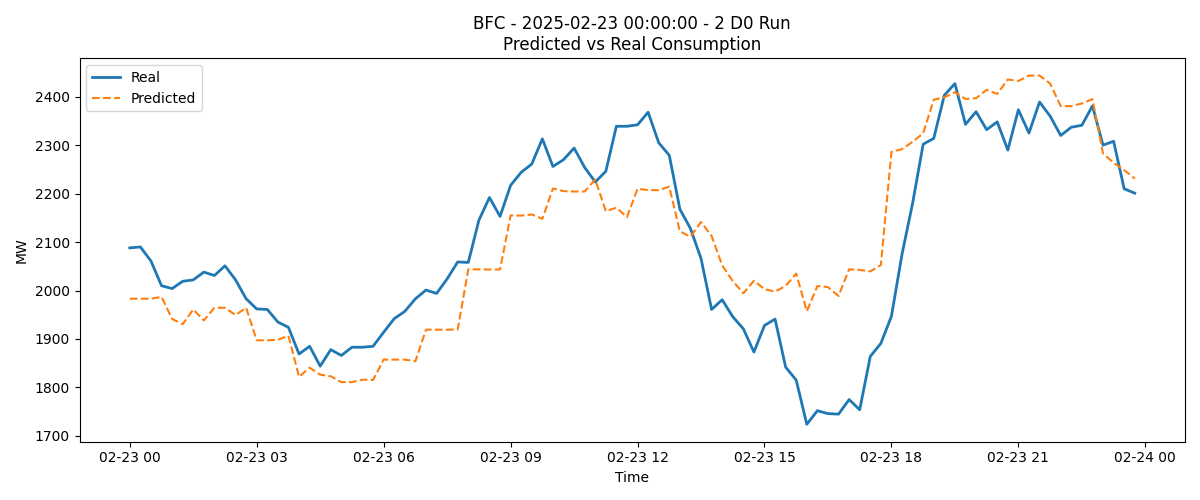 BFC - 2025-02-23 00:00:00 - 2 D0 Run
Predicted vs Real Consumption
Real
Predicted
MW
2400
2300
2200
2100
2000
1900
1800
1700
02-23 00
02-23 03
02-23 06
02-23 09
02-23 12
02-23 15
02-23 18
02-23 21
02-24 00
Time